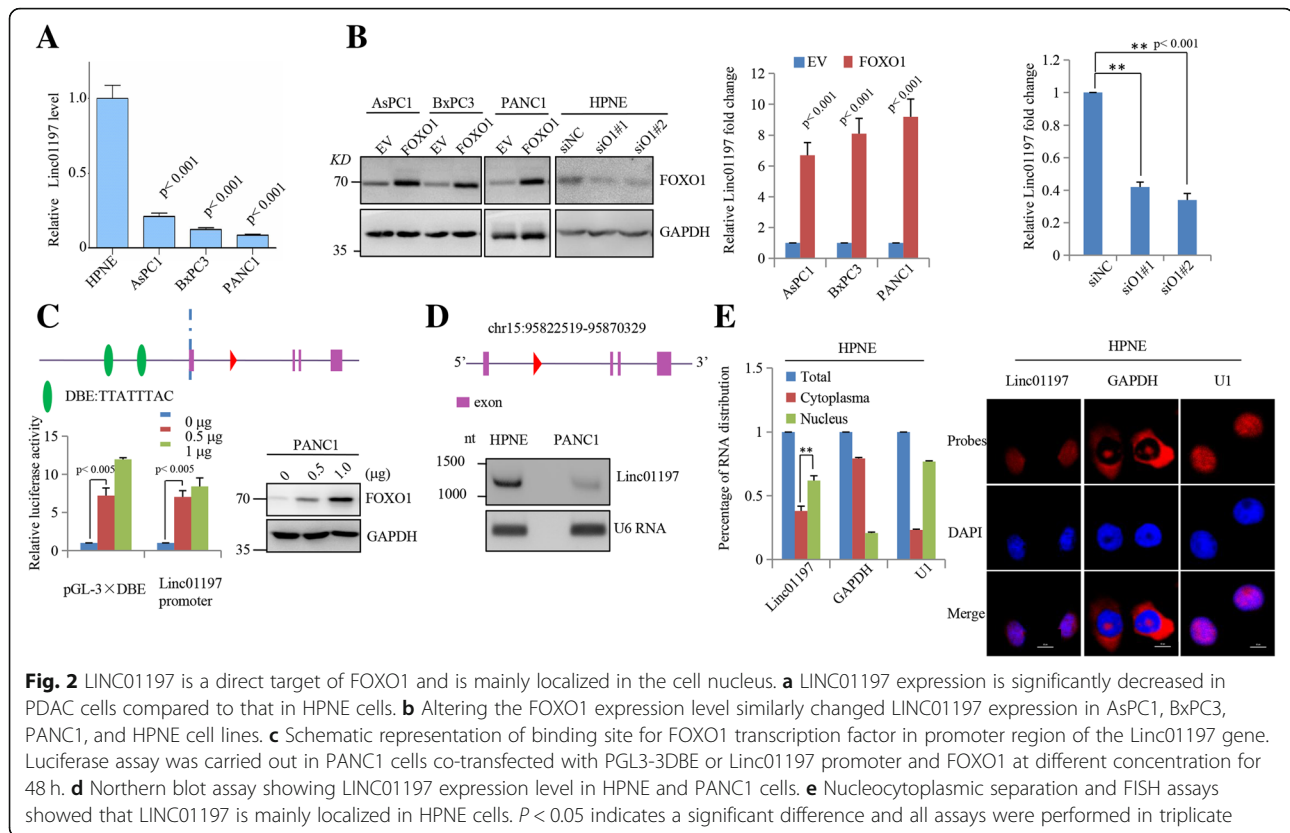 A
Relative Linc01197 level
1.0
0.5
0
p< 0.001
p< 0.001
p< 0.001
HPNE
AsPC1
BxPC3
PANC1
B
AsPC1 BxPC3 PANC1 HPNE
EV FOXO1 EV FOXO1 EV FOXO1 siNC siO1#1 siO1#2
KD
70
FOXO1
GAPDH
35
EV FOXO1
Relative Linc01197 fold change
16
14
12
10
8
6
4
2
0
p< 0.001
p< 0.001
p< 0.001
AsPC1
BxPC3
PANC1
Relative Linc01197 fold change
1.2
1
0.8
0.6
0.4
0.2
0
** p< 0.001
**
siNC
siO1#1
siO1#2
C
DBE:TTATTTAC
0 µg
0.5 µg
1 µg
Relative luciferase activity
14
12
10
8
6
4
2
0
p< 0.005
p< 0.005
pGL-3×DBE
Linc01197
promoter
PANC1
0 0.5 1.0 (µg)
70
FOXO1
GAPDH
35
D
chr15:95822519-95870329
5’ 3’
exon
nt HPNE PANC1
1500
1000
Linc01197
U6 RNA
E
HPNE
Total
Cytoplasma
Nucleus
Percentage of RNA distribution
1
0.5
0
**
Linc01197
GAPDH
U1
HPNE
Linc01197 GAPDH U1
Probes
DAPI
Merge
Fig. 2 LINC01197 is a direct target of FOXO1 and is mainly localized in the cell nucleus. a LINC01197 expression is significantly decreased in
PDAC cells compared to that in HPNE cells. b Altering the FOXO1 expression level similarly changed LINC01197 expression in AsPC1, BxPC3,
PANC1, and HPNE cell lines. c Schematic representation of binding site for FOXO1 transcription factor in promoter region of the Linc01197 gene.
Luciferase assay was carried out in PANC1 cells co-transfected with PGL3-3DBE or Linc01197 promoter and FOXO1 at different concentration for
48 h. d Northern blot assay showing LINC01197 expression level in HPNE and PANC1 cells. e Nucleocytoplasmic separation and FISH assays
showed that LINC01197 is mainly localized in HPNE cells. P < 0.05 indicates a significant difference and all assays were performed in triplicate